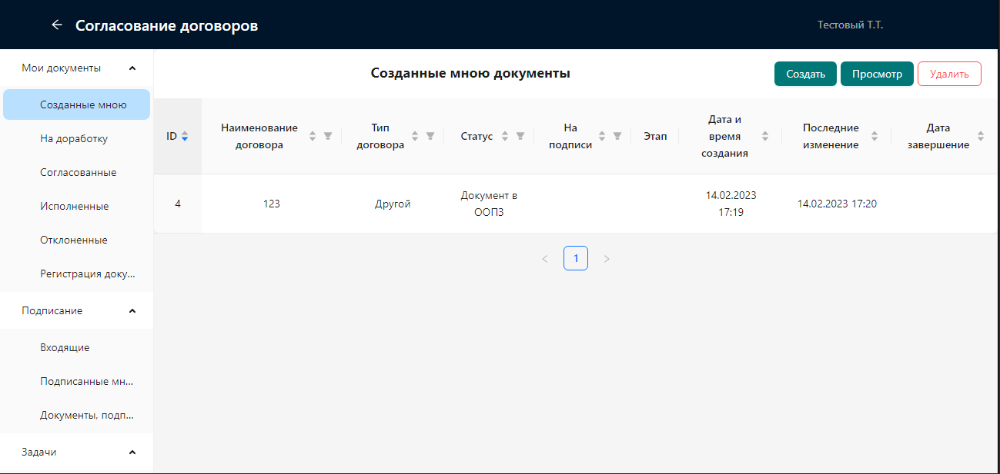 Согласование договоров
Тестовый Т.Т.
Мои документы
Созданные мною
На доработку
Согласованные
Исполненные
Отклоненные
Регистрация доку...
Подписание
Входящие
Подписанные мн...
Документы, подп...
Задачи
Созданные мною документы
Создать
Просмотр
Удалить
ID
Наименование
договора
Тип
договора
Статус
На
подписи
Этап
Дата и
время
создания
Последние
изменение
Дата
завершение
4
123
Другой
Документ в
ООПЗ
14.02.2023
17:19
14.02.2023 17:20
< 1 >